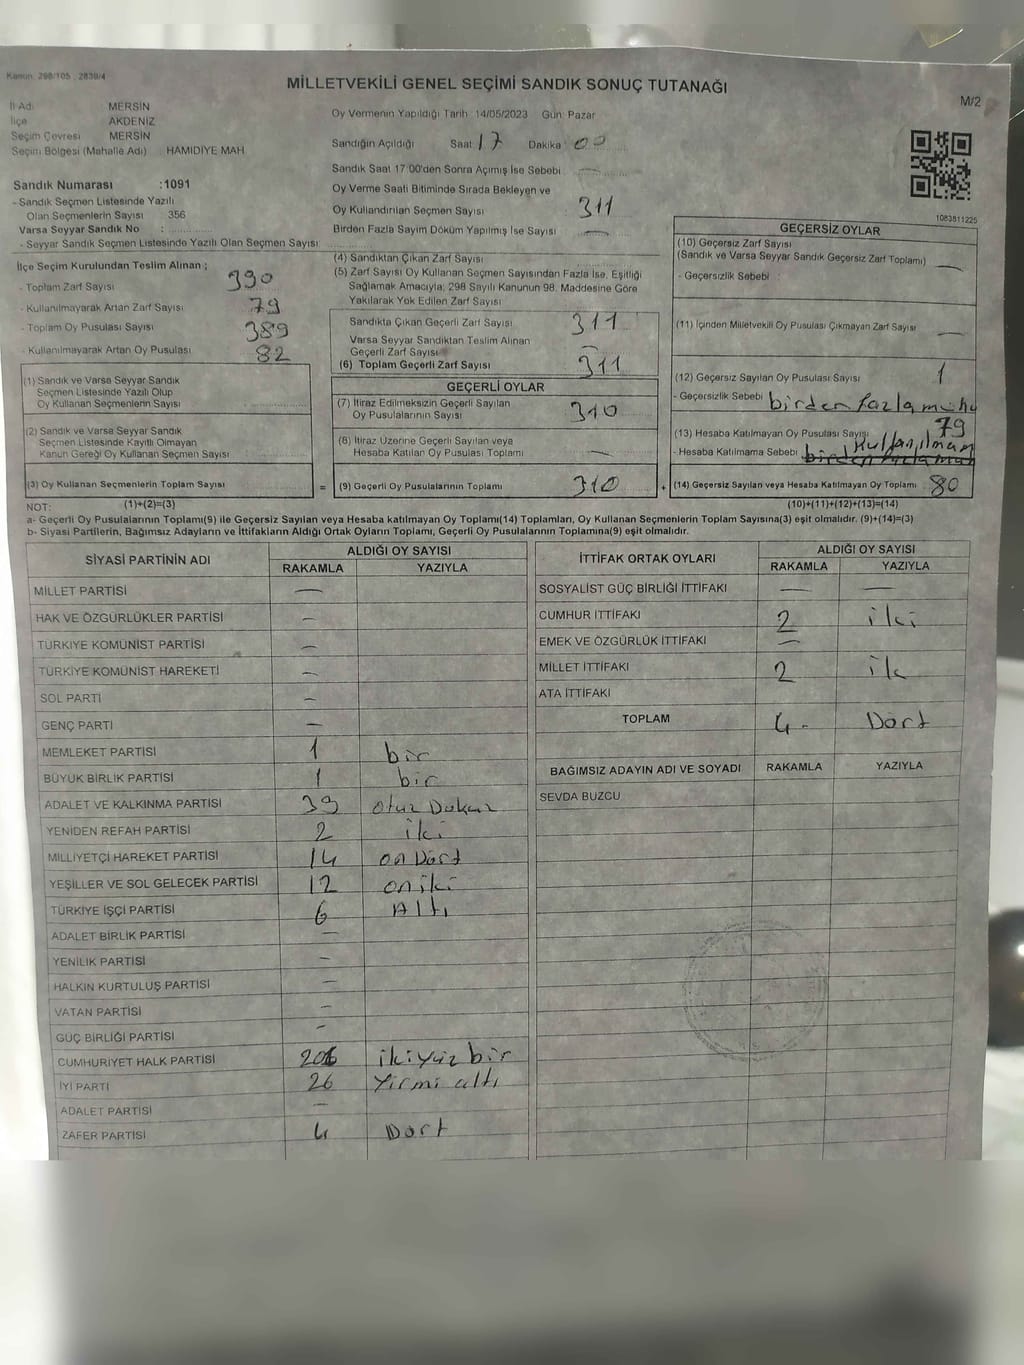 Kanun: 298/105 , 2839/4
MİLLETVEKİLİ GENEL SEÇİMİ SANDIK SONUÇ TUTANAĞI
M/2
İl Adı MERSİN
İlçe AKDENİZ
Seçim Çevresi MERSİN
Seçim Bölgesi (Mahalle Adı) HAMİDİYE MAH.
Sandık Numarası :1091
- Sandık Seçmen Listesinde Yazılı
Olan Seçmenlerin Sayısı 356
Varsa Seyyar Sandık No :
- Seyyar Sandık Seçmen Listesinde Yazılı Olan Seçmen Sayısı
Oy Vermenin Yapıldığı Tarih :14/05/2023 Gün: Pazar
Sandığın Açıldığı Saat: 17 Dakika: 00
Sandık Saat 17:00'den Sonra Açımış İse Sebebi —
Oy Verme Saati Bitiminde Sırada Bekleyen ve
Oy Kullandırılan Seçmen Sayısı 311
Birden Fazla Sayım Döküm Yapılmış İse Sayısı —
1083811225
İlçe Seçim Kurulundan Teslim Alınan ;
- Toplam Zarf Sayısı 390
- Kullanılmayarak Artan Zarf Sayısı 79
- Toplam Oy Pusulası Sayısı 389
- Kullanılmayarak Artan Oy Pusulası 82
(1) Sandık ve Varsa Seyyar Sandık
Seçmen Listesinde Yazılı Olup
Oy Kullanan Seçmenlerin Sayısı
(2) Sandık ve Varsa Seyyar Sandık
Seçmen Listesinde Kayıtlı Olmayan
Kanun Gereği Oy Kullanan Seçmen Sayısı
(3) Oy Kullanan Seçmenlerin Toplam Sayısı =
(4) Sandıktan Çıkan Zarf Sayısı
(5) Zarf Sayısı Oy Kullanan Seçmen Sayısından Fazla İse, Eşitliği
Sağlamak Amacıyla; 298 Sayılı Kanunun 98. Maddesine Göre
Yakılarak Yok Edilen Zarf Sayısı
Sandıkta Çıkan Geçerli Zarf Sayısı 311
Varsa Seyyar Sandıktan Teslim Alınan
Geçerli Zarf Sayısı —
(6) Toplam Geçerli Zarf Sayısı 311
GEÇERLİ OYLAR
(7) İtiraz Edilmeksizin Geçerli Sayılan
Oy Pusulalarının Sayısı 310
(8) İtiraz Üzerine Geçerli Sayılan veya
Hesaba Katılan Oy Pusulası Toplamı —
(9) Geçerli Oy Pusulalarının Toplamı 310 +
GEÇERSİZ OYLAR
(10) Geçersiz Zarf Sayısı
(Sandık ve Varsa Seyyar Sandık Geçersiz Zarf Toplamı) —
- Geçersizlik Sebebi :
(11) İçinden Milletvekili Oy Pusulası Çıkmayan Zarf Sayısı —
(12) Geçersiz Sayılan Oy Pusulası Sayısı 1
- Geçersizlik Sebebi birden fazla mühü
(13) Hesaba Katılmayan Oy Pusulası Sayısı 79
- Hesaba Katılmama Sebebi Kullanılmam
(14) Geçersiz Sayılan veya Hesaba Katılmayan Oy Toplamı 80
NOT: (1)+(2)=(3) (10)+(11)+(12)+(13)=(14)
a- Geçerli Oy Pusulalarının Toplamı(9) ile Geçersiz Sayılan veya Hesaba katılmayan Oy Toplamı(14) Toplamları, Oy Kullanan Seçmenlerin Toplam Sayısına(3) eşit olmalıdır. (9)+(14)=(3)
b- Siyasi Partilerin, Bağımsız Adayların ve İttifakların Aldığı Ortak Oyların Toplamı, Geçerli Oy Pusulalarının Toplamına(9) eşit olmalıdır.
SİYASİ PARTİNİN ADI ALDIĞI OY SAYISI
RAKAMLA YAZIYLA
MİLLET PARTİSİ —
HAK VE ÖZGÜRLÜKLER PARTİSİ —
TÜRKİYE KOMÜNİST PARTİSİ —
TÜRKİYE KOMÜNİST HAREKETİ —
SOL PARTİ —
GENÇ PARTİ —
MEMLEKET PARTİSİ 1 bir
BÜYÜK BİRLİK PARTİSİ 1 bir
ADALET VE KALKINMA PARTİSİ 39 otuz Dokuz
YENİDEN REFAH PARTİSİ 2 iki
MİLLİYETÇİ HAREKET PARTİSİ 14 on Dört
YEŞİLLER VE SOL GELECEK PARTİSİ 12 oniki
TÜRKİYE İŞÇİ PARTİSİ 6 Altı
ADALET BİRLİK PARTİSİ —
YENİLİK PARTİSİ —
HALKIN KURTULUŞ PARTİSİ —
VATAN PARTİSİ —
GÜÇ BİRLİĞİ PARTİSİ —
CUMHURİYET HALK PARTİSİ ikiyüz bir
İYİ PARTİ 26 Yirmi altı
ADALET PARTİSİ —
ZAFER PARTİSİ 4 Dört
İTTİFAK ORTAK OYLARI ALDIĞI OY SAYISI
RAKAMLA YAZIYLA
SOSYALİST GÜÇ BİRLİĞİ İTTİFAKI — —
CUMHUR İTTİFAKI 2 iki
EMEK VE ÖZGÜRLÜK İTTİFAKI —
MİLLET İTTİFAKI 2 ik
ATA İTTİFAKI
TOPLAM 4- Dört
BAĞIMSIZ ADAYIN ADI VE SOYADI RAKAMLA YAZIYLA
SEVDA BUZCU